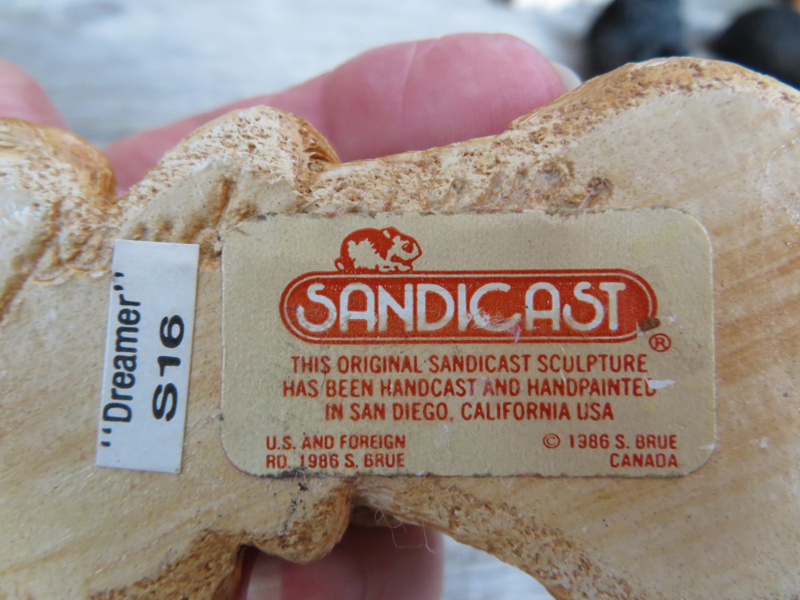 "Dreamer"
S16
SANDICAST®
THIS ORIGINAL SANDICAST SCULPTURE
HAS BEEN HANDCAST AND HANDPAINTED
IN SAN DIEGO, CALIFORNIA USA
U.S. AND FOREIGN
RD. 1986 S. BRUE
© 1986 S. BRUE
CANADA